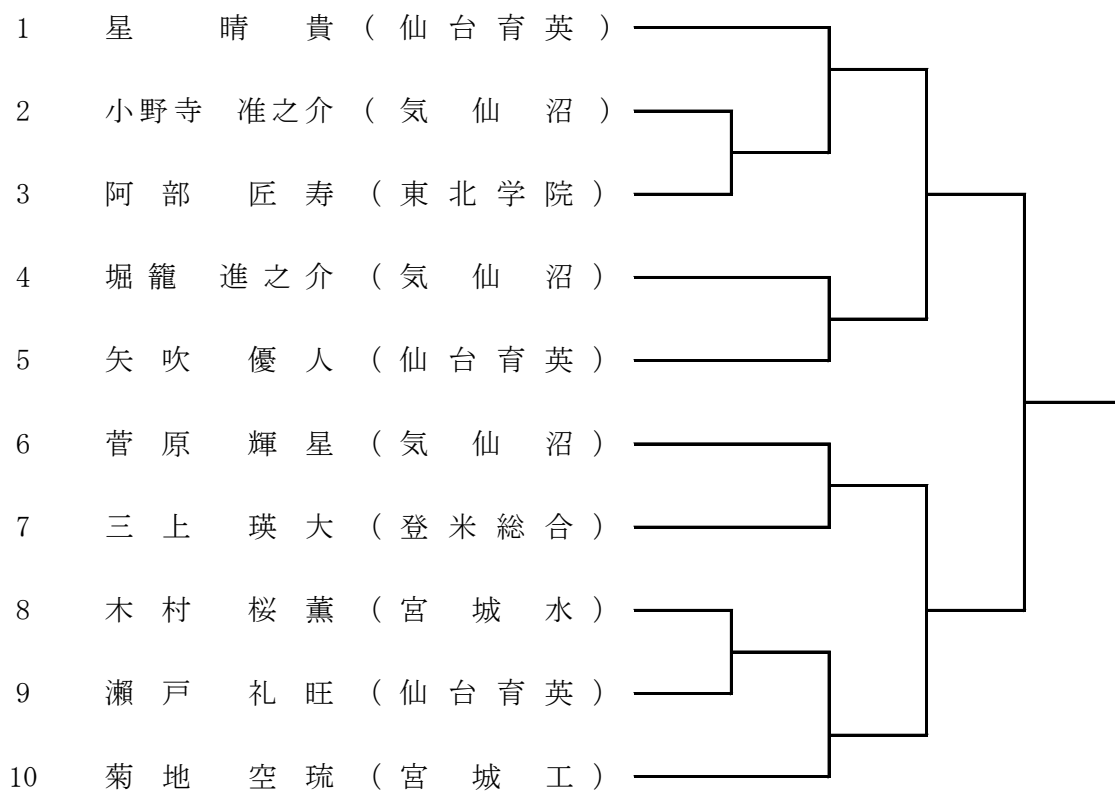 1 星 晴 貴 ( 仙 台 育 英 )
2 小野寺 准之介 ( 気 仙 沼 )
3 阿 部 匠 寿 ( 東 北 学 院 )
4 堀 籠 進 之 介 ( 気 仙 沼 )
5 矢 吹 優 人 ( 仙 台 育 英 )
6 菅 原 輝 星 ( 気 仙 沼 )
7 三 上 瑛 大 ( 登 米 総 合 )
8 木 村 桜 薫 ( 宮 城 水 )
9 瀬 戸 礼 旺 ( 仙 台 育 英 )
10 菊 地 空 琉 ( 宮 城 工 )